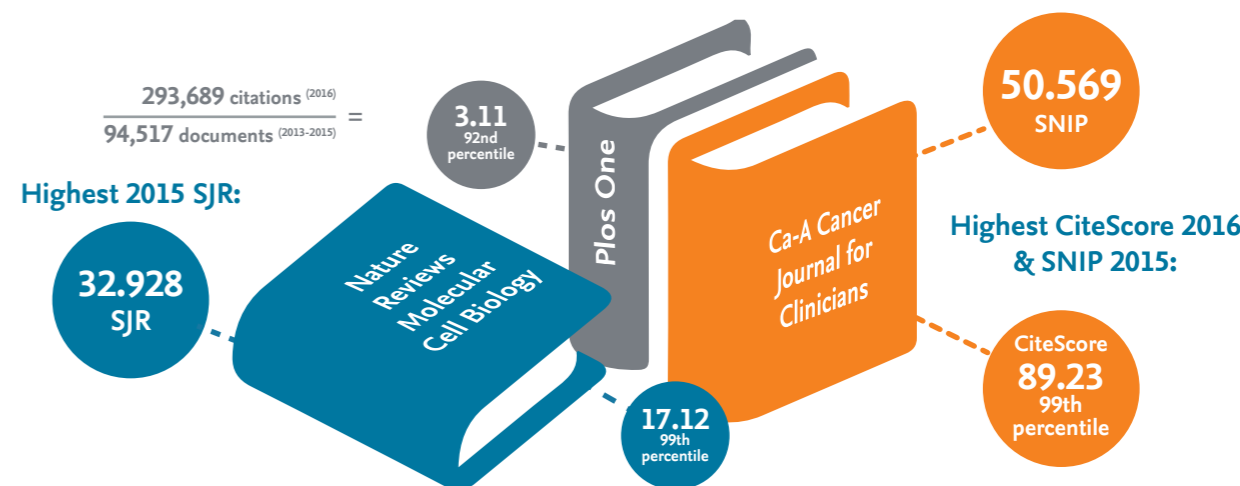 293,689 citations (2016)
94,517 documents (2013-2015)
=
3.11
92nd
percentile
Plos One
50.569
SNIP
Highest 2015 SJR:
32.928
SJR
Nature
Reviews
Molecular
Cell Biology
17.12
99th
percentile
Ca-A Cancer
Journal for
Clinicians
Highest CiteScore 2016
& SNIP 2015:
CiteScore
89.23
99th
percentile